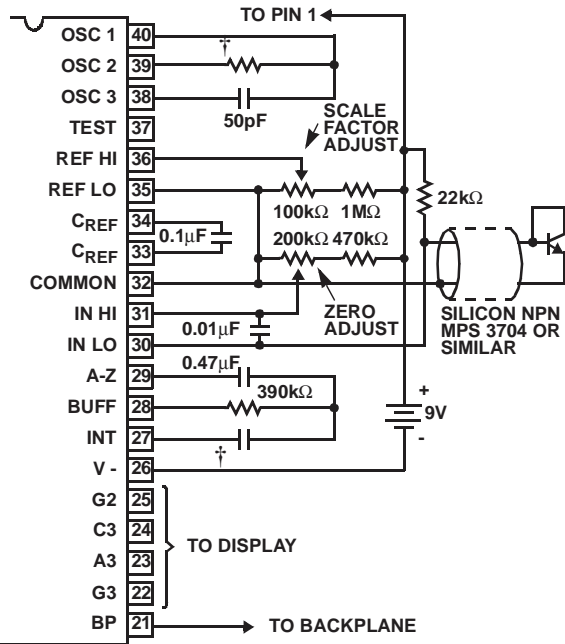 TO PIN 1
OSC 1 40
OSC 2 39
†
OSC 3 38
50pF
TEST 37
SCALE
FACTOR
ADJUST
REF HI 36
REF LO 35
100kΩ 1MΩ
22kΩ
CREF 34
0.1μF
CREF 33
200kΩ 470kΩ
COMMON 32
ZERO
ADJUST
SILICON NPN
MPS 3704 OR
SIMILAR
IN HI 31
0.01μF
IN LO 30
0.47μF
A-Z 29
390kΩ
BUFF 28
INT 27
†
+
9V
-
V - 26
G2 25
C3 24
TO DISPLAY
A3 23
G3 22
BP 21
TO BACKPLANE